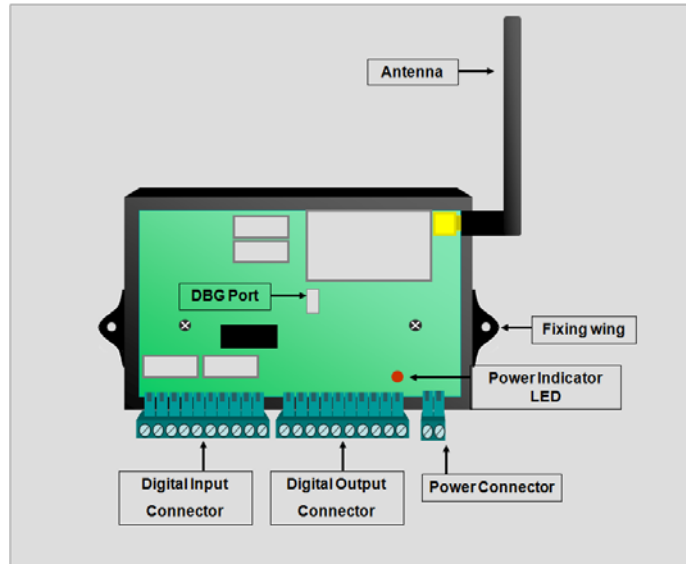 Antenna
DBG Port
Fixing wing
Power Indicator
LED
Digital Input
Connector
Digital Output
Connector
Power Connector